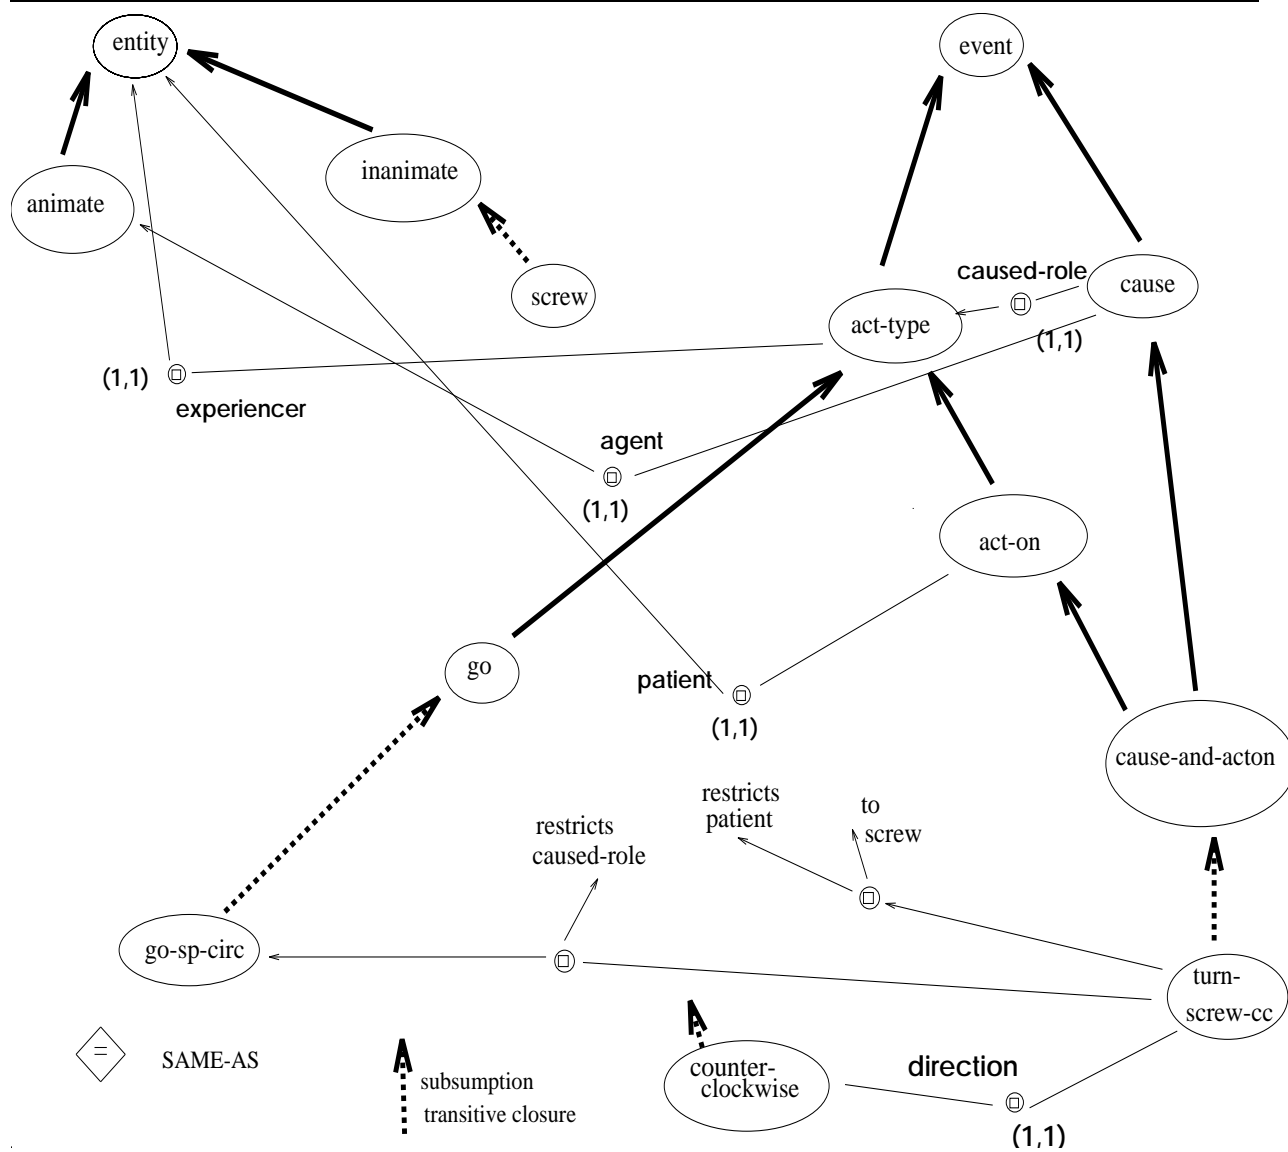 entity
event
inanimate
animate
screw
caused-role
cause
act-type
(1,1)
(1,1)
experiencer
agent
(1,1)
act-on
go
patient
(1,1)
cause-and-acton
restricts
patient
to
screw
restricts
caused-role
go-sp-circ
turn-
screw-cc
=
SAME-AS
subsumption
transitive closure
counter-
clockwise
direction
(1,1)